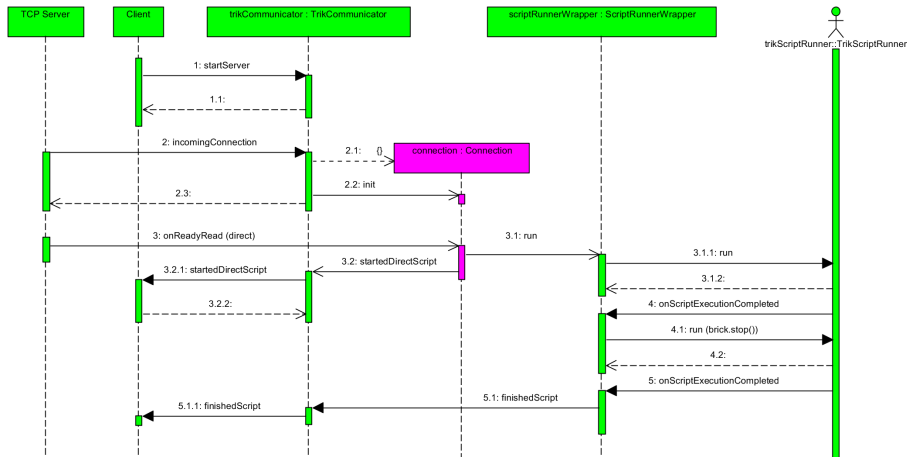 TCP Server
Client
trikCommunicator : TrikCommunicator
scriptRunnerWrapper : ScriptRunnerWrapper
trikScriptRunner::TrikScriptRunner
1: startServer
1.1:
2: incomingConnection
2.1: {}
connection : Connection
2.2: init
2.3:
3: onReadyRead (direct)
3.1: run
3.1.1: run
3.2: startedDirectScript
3.2.1: startedDirectScript
3.1.2:
3.2.2:
4: onScriptExecutionCompleted
4.1: run (brick.stop())
4.2:
5: onScriptExecutionCompleted
5.1: finishedScript
5.1.1: finishedScript